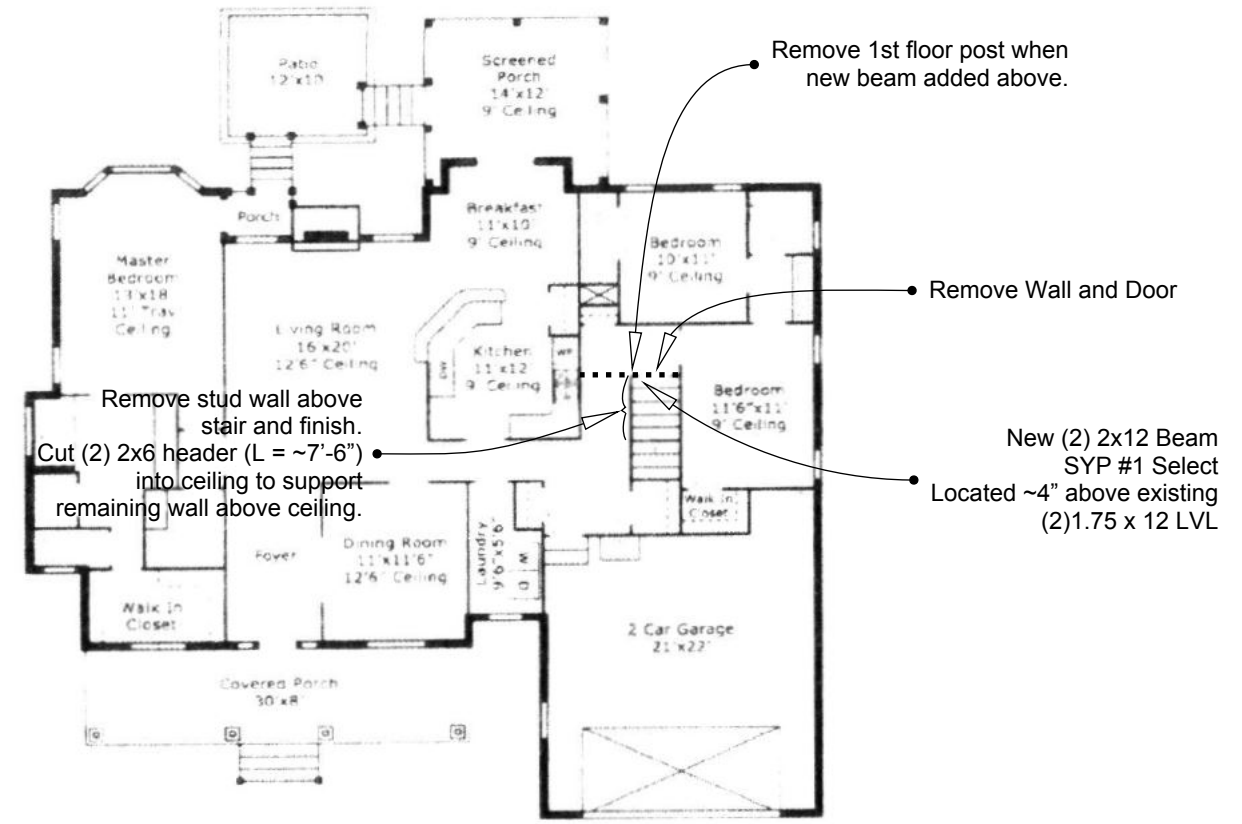 Remove 1st floor post when
new beam added above.
Patio
12'x10'
Screened
Porch
14'x12'
9' Ceiling
Porch
Breakfast
11'x10'
9' Ceiling
Bedroom
10'x11'
9' Ceiling
Master
Bedroom
13'x18'
11' Tray
Ceiling
Remove Wall and Door
Living Room
16'x20'
12'6" Ceiling
Kitchen
11'x12'
9' Ceiling
DW
Bedroom
11'6"x11'
9' Ceiling
Remove stud wall above
stair and finish.
Cut (2) 2x6 header (L = ~7'-6”)
into ceiling to support
remaining wall above ceiling.
New (2) 2x12 Beam
SYP #1 Select
Located ~4” above existing
(2)1.75 x 12 LVL
Walk In
Closet
Foyer
Dining Room
11'x11'6"
12'6" Ceiling
Laundry
9'6"x5'6"
W
D
Walk In
Closet
2 Car Garage
21'x22'
Covered Porch
30'x8'